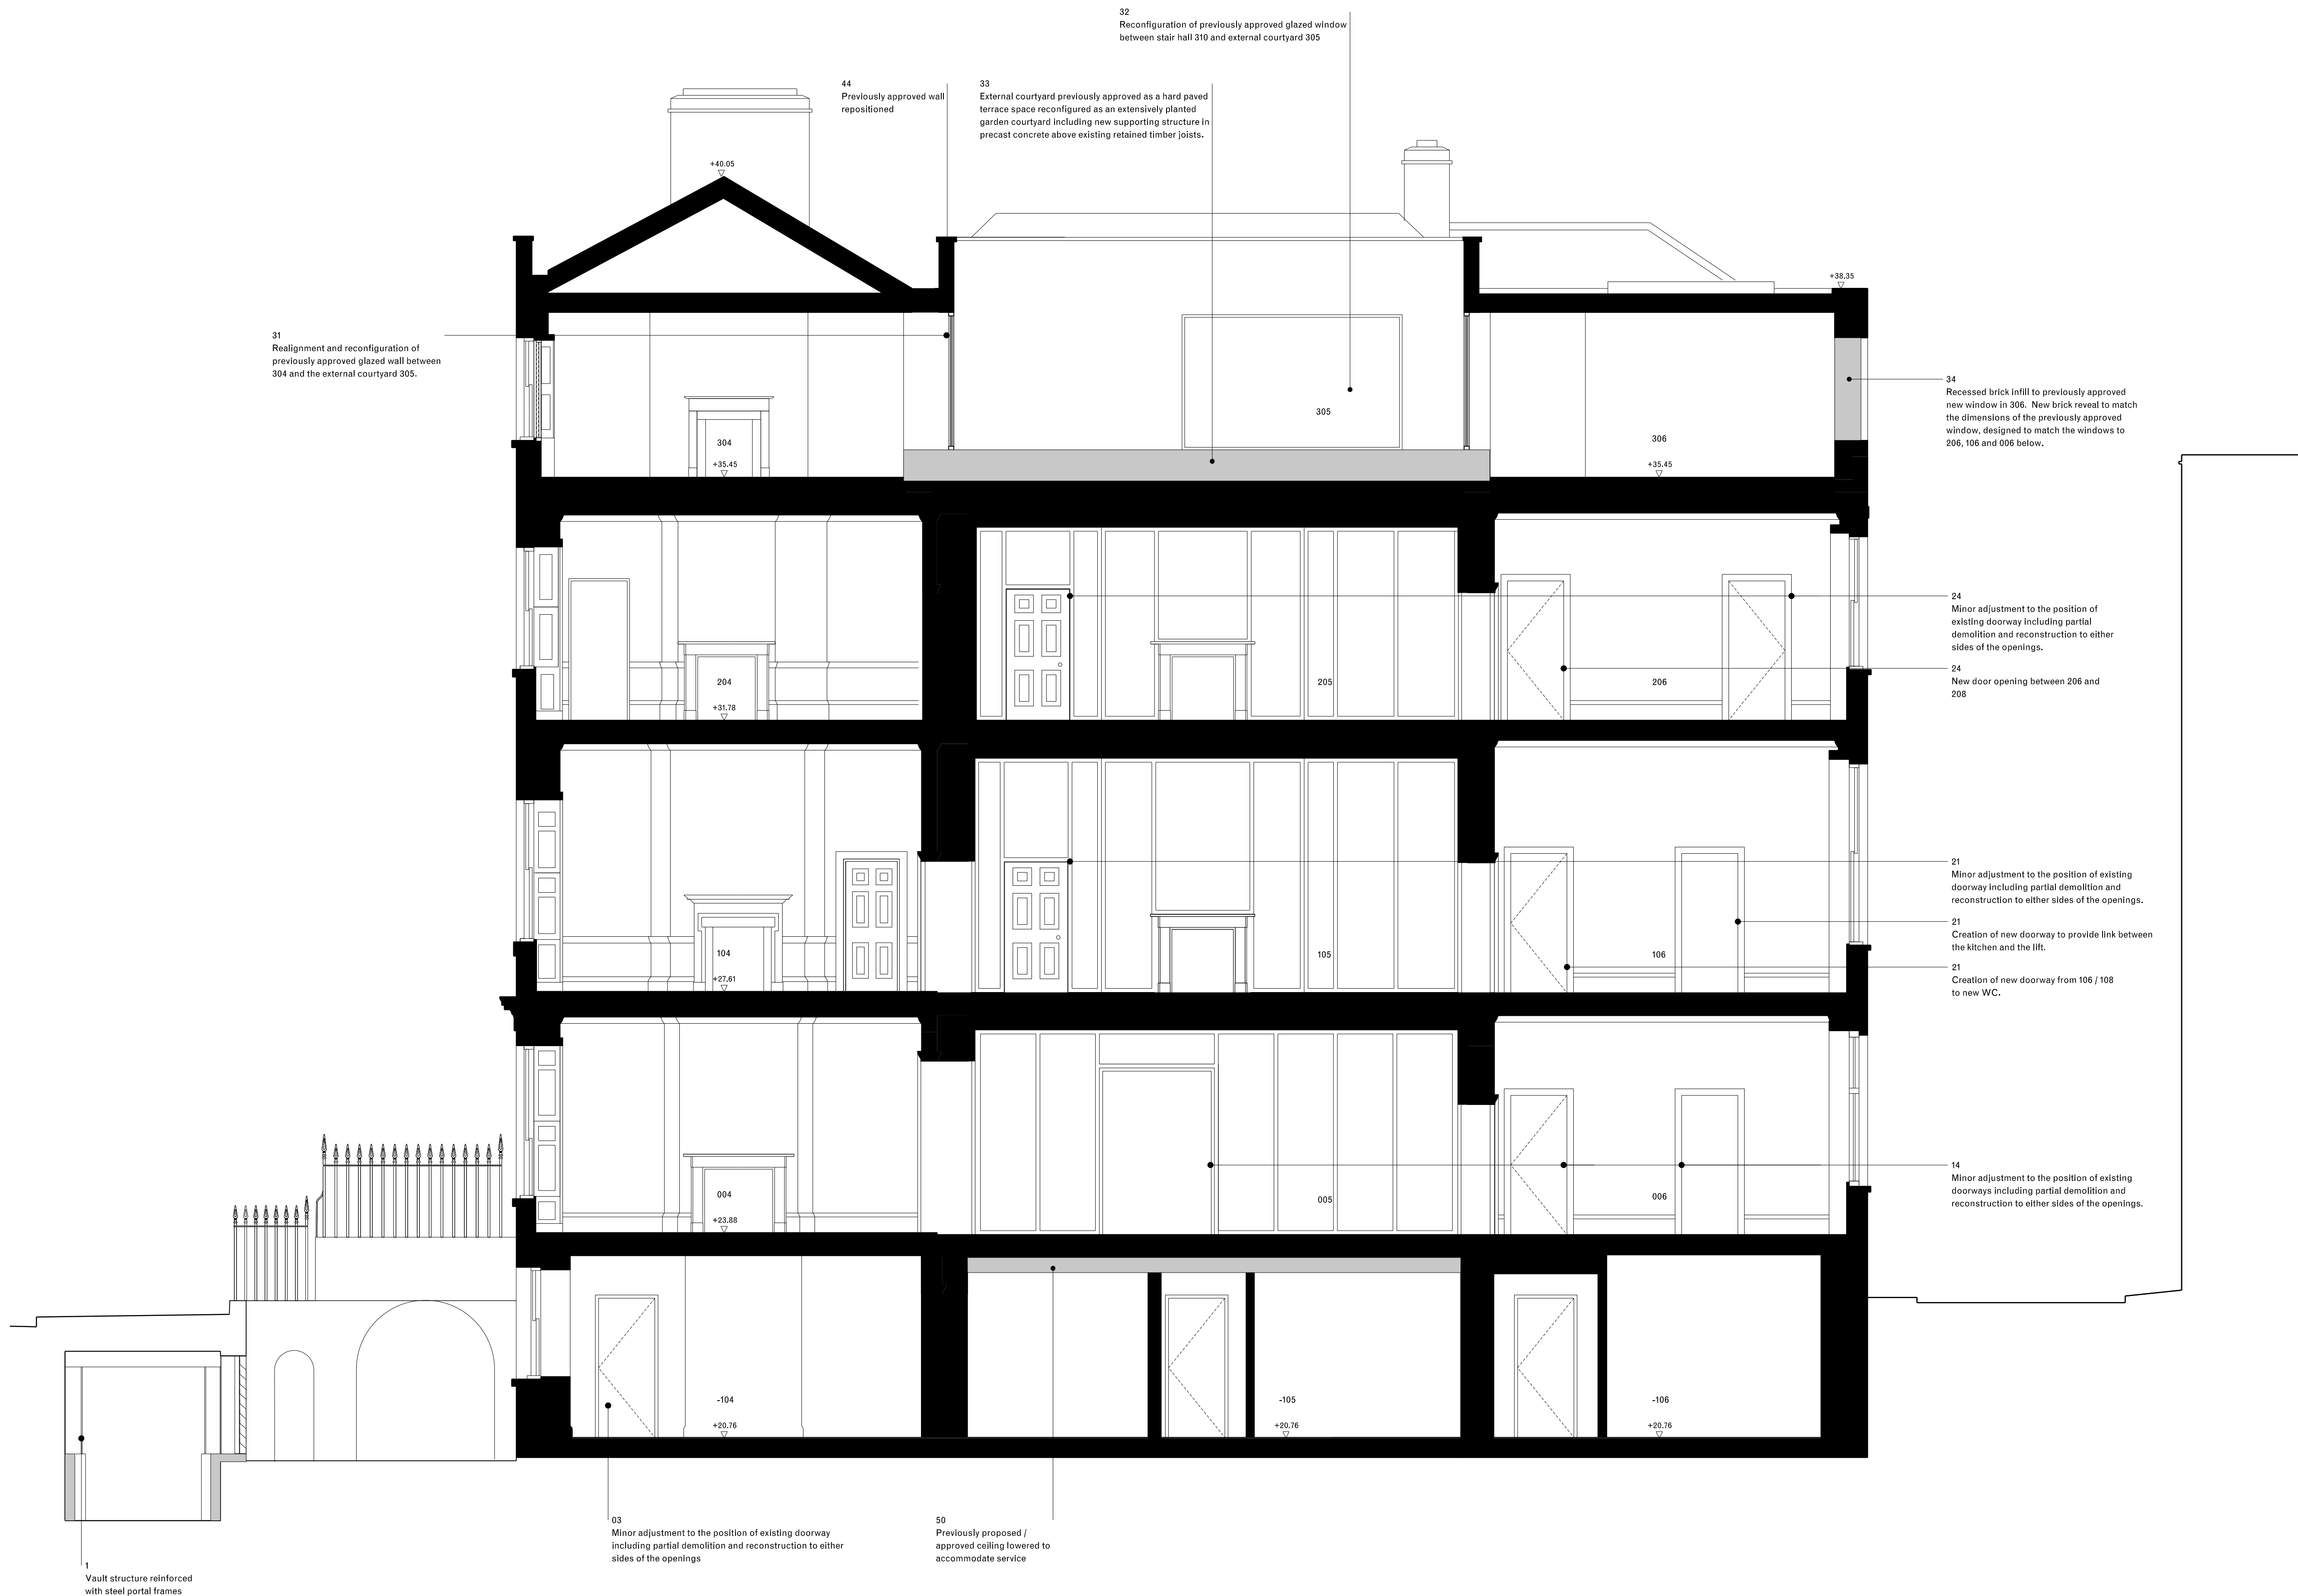 32
Reconfiguration of previously approved glazed window
between stair hall 310 and external courtyard 305
44
Previously approved wall
repositioned
33
External courtyard previously approved as a hard paved
terrace space reconfigured as an extensively planted
garden courtyard including new supporting structure in
precast concrete above existing retained timber joists.
+40.05
+38.35
31
Realignment and reconfiguration of
previously approved glazed wall between
304 and the external courtyard 305.
34
Recessed brick infill to previously approved
new window in 306.  New brick reveal to match
the dimensions of the previously approved
window, designed to match the windows to
206, 106 and 006 below.
305
304
306
+35.45
+35.45
24
Minor adjustment to the position of
existing doorway including partial
demolition and reconstruction to either
sides of the openings.
24
New door opening between 206 and
208
204
205
206
+31.78
21
Minor adjustment to the position of existing
doorway including partial demolition and
reconstruction to either sides of the openings.
21
Creation of new doorway to provide link between
the kitchen and the lift.
21
Creation of new doorway from 106 / 108
to new WC.
104
105
106
+27.61
14
Minor adjustment to the position of existing
doorways including partial demolition and
reconstruction to either sides of the openings.
004
005
006
+23.88
-104
-105
-106
+20.76
+20.76
+20.76
03
Minor adjustment to the position of existing doorway
including partial demolition and reconstruction to either
sides of the openings
50
Previously proposed /
approved ceiling lowered to
accommodate service
1
Vault structure reinforced
with steel portal frames